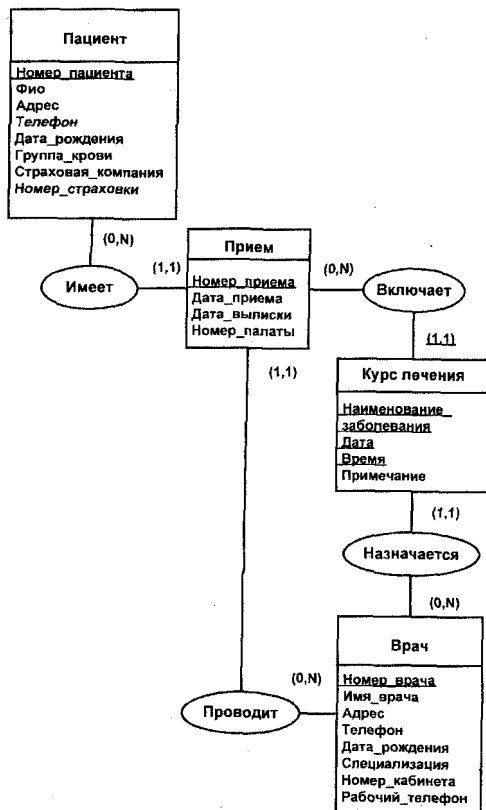 Пациент
Номер_пациента
Фио
Адрес
Телефон
Дата_рождения
Группа_крови
Страховая_компания
Номер_страховки
(0,N)
Имеет
(1,1)
Прием
Номер_приема
Дата_приема
Дата_выписки
Номер_палаты
(0,N)
Включает
(1,1)
(1,1)
Курс лечения
Наименование_
заболевания
Дата
Время
Примечание
(1,1)
Назначается
(0,N)
Врач
Номер_врача
Имя_врача
Адрес
Телефон
Дата_рождения
Специализация
Номер_кабинета
Рабочий_телефон
(0,N)
Проводит